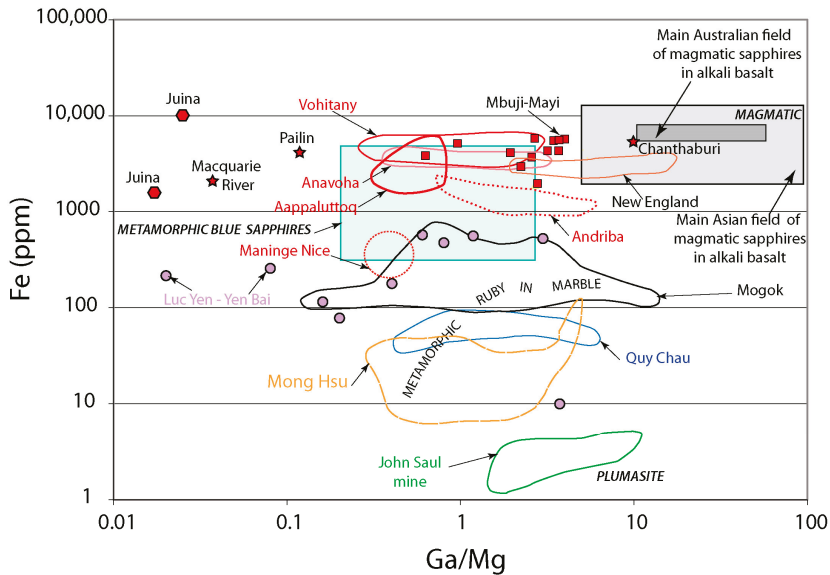 100,000
10,000
1000
100
10
1
Fe (ppm)
0.01
0.1
1
10
100
Ga/Mg
Main Australian field
of magmatic sapphires
in alkali basalt
Juina
Vohitany
Mbuji-Mayi
MAGMATIC
Pailin
Chanthaburi
Macquarie
River
Juina
Anavoha
Aappaluttoq
New England
METAMORPHIC BLUE SAPPHIRES
Andriba
Main Asian field of
magmatic sapphires
in alkali basalt
Maninge Nice
Luc Yen - Yen Bai
RUBY IN MARBLE
Mogok
METAMORPHIC
Quy Chau
Mong Hsu
John Saul
mine
PLUMASITE